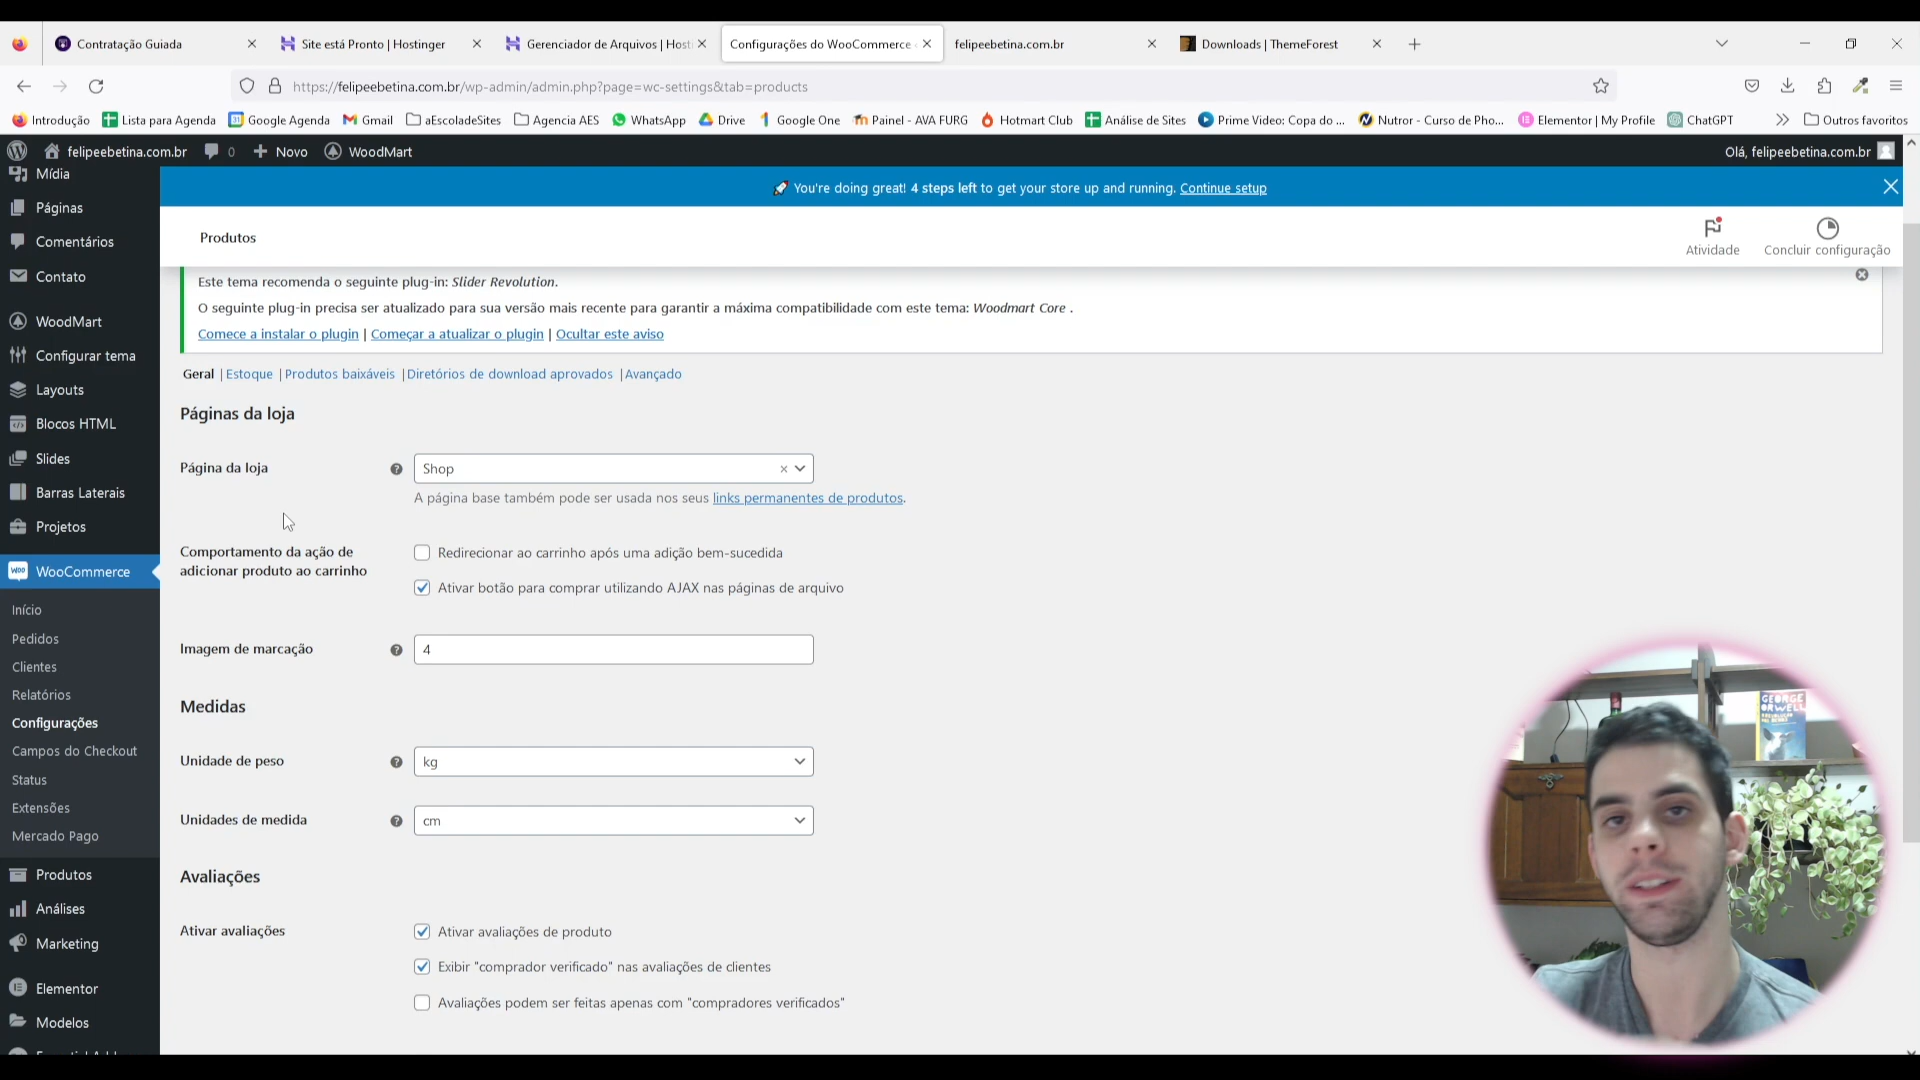 Contratação Guiada
Site está Pronto | Hostinger
Gerenciador de Arquivos | Host
Configurações do WooCommerce
felipeebetina.com.br
Downloads | ThemeForest
https://felipeebetina.com.br/wp-admin/admin.php?page=wc-settings&tab=products
Introdução
Lista para Agenda
Google Agenda
Gmail
aEscoladeSites
Agencia AES
WhatsApp
Drive
Google One
Painel - AVA FURG
Hotmart Club
Análise de Sites
Prime Video: Copa do ...
Nutror - Curso de Pho...
Elementor | My Profile
ChatGPT
Outros favoritos
felipeebetina.com.br
0
Novo
WoodMart
Olá, felipeebetina.com.br
Mídia
Páginas
Comentários
Contato
WoodMart
Configurar tema
Layouts
Blocos HTML
Slides
Barras Laterais
Projetos
WooCommerce
Início
Pedidos
Clientes
Relatórios
Configurações
Campos do Checkout
Status
Extensões
Mercado Pago
Produtos
Análises
Marketing
Elementor
Modelos
You're doing great! 4 steps left to get your store up and running. Continue setup
Produtos
Atividade
Concluir configuração
Este tema recomenda o seguinte plug-in: Slider Revolution.
O seguinte plug-in precisa ser atualizado para sua versão mais recente para garantir a máxima compatibilidade com este tema: Woodmart Core .
Comece a instalar o plugin | Começar a atualizar o plugin | Ocultar este aviso
Geral | Estoque | Produtos baixáveis | Diretórios de download aprovados | Avançado
Páginas da loja
Página da loja
Shop
A página base também pode ser usada nos seus links permanentes de produtos.
Comportamento da ação de
adicionar produto ao carrinho
Redirecionar ao carrinho após uma adição bem-sucedida
Ativar botão para comprar utilizando AJAX nas páginas de arquivo
Imagem de marcação
4
Medidas
Unidade de peso
kg
Unidades de medida
cm
Avaliações
Ativar avaliações
Ativar avaliações de produto
Exibir "comprador verificado" nas avaliações de clientes
Avaliações podem ser feitas apenas com "compradores verificados"
GEORGE
ORWELL